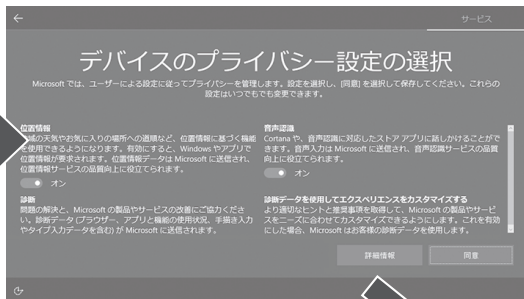 サービス
デバイスのプライバシー設定の選択
Microsoft では、ユーザーによる設定に従ってプライバシーを管理します。設定を選択し、[同意] を選択して保存してください。これらの
設定はいつでもでも変更できます。
位置情報
地域の天気やお気に入りの場所への道順など、位置情報に基づく機能
を使用できるようになります。有効にすると、Windows やアプリで
位置情報が要求されます。位置情報データは Microsoft に送信され、
位置情報サービスの品質向上に役立てられます。
オン
診断
問題の解決と、Microsoft の製品やサービスの改善にご協力くださ
い。診断データ (ブラウザー、アプリと機能の使用状況、手描き入力
やタイプ入力データを含む) が Microsoft に送信されます。
音声認識
Cortana や、音声認識に対応したストア アプリに話しかけることがで
きます。音声入力は Microsoft に送信され、音声認識サービスの品質
向上に役立てられます。
オン
診断データを使用してエクスペリエンスをカスタマイズする
より適切なヒントと推奨事項を取得して、Microsoft の製品やサービ
スをニーズに合わせてカスタマイズできるようにします。これを有効
にした場合、Microsoft はお客様の診断データを使用します。
詳細情報
同意